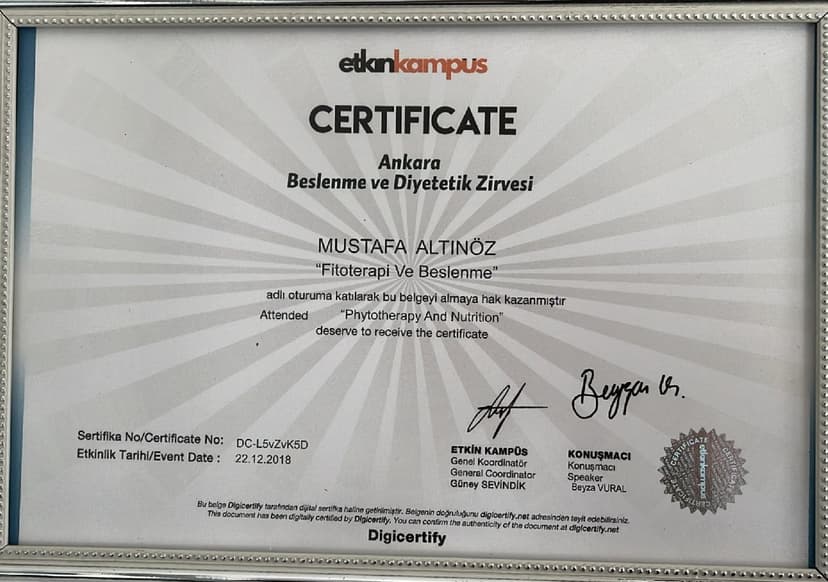 etkinkampus
CERTIFICATE
Ankara
Beslenme ve Diyetetik Zirvesi
MUSTAFA ALTINÖZ
“Fitoterapi Ve Beslenme”
adlı oturuma katılarak bu belgeyi almaya hak kazanmıştır
Attended “Phytotherapy And Nutrition”
deserve to receive the certificate
Sertifika No/Certificate No: DC-L5vZvK5D
Etkinlik Tarihi/Event Date : 22.12.2018
ETKİN KAMPÜS
Genel Koordinatör
General Coordinator
Güney SEVİNDİK
KONUŞMACI
Konuşmacı
Speaker
Beyza VURAL
CERTIFICATE
etkinkampus
CERTIFICATE
Bu belge Digicertify tarafından dijital sertifika haline getirilmiştir. Belgenin doğruluğunu digicertify.net adresinden teyit edebilirsiniz.
This document has been digitally certified by Digicertify. You can confirm the authenticity of the document at digicertify.net
Digicertify